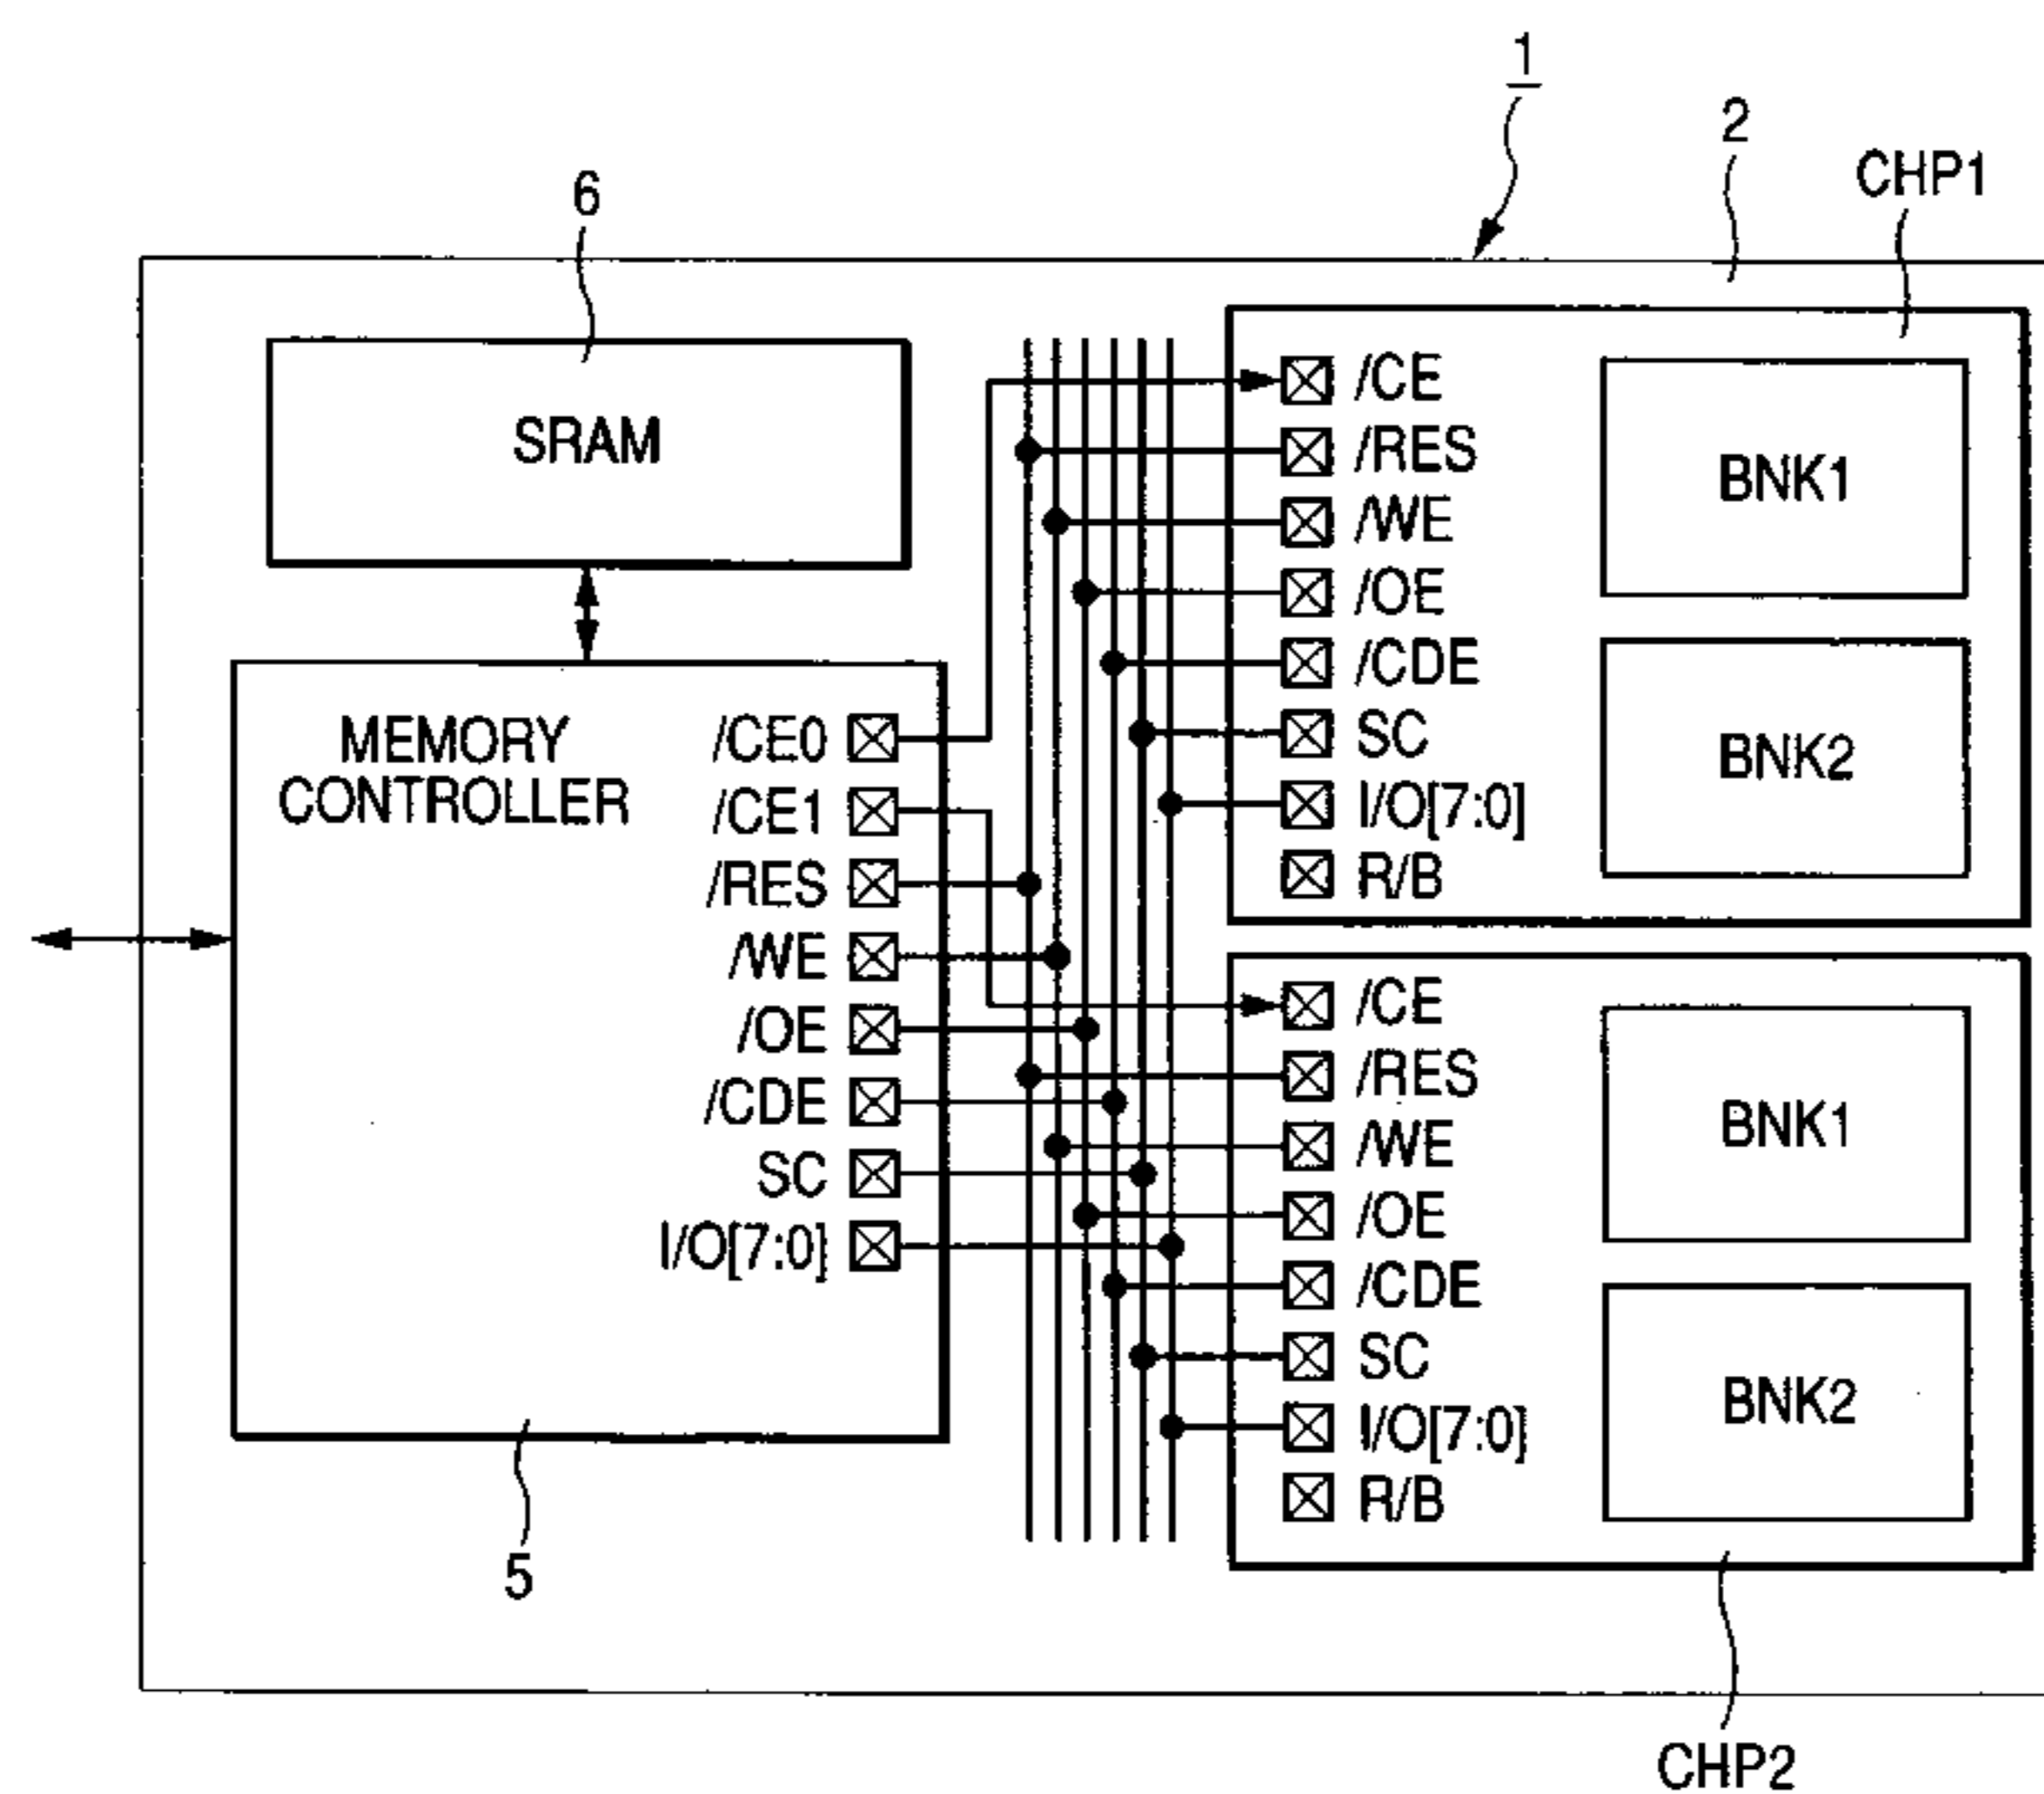 1
2
CHP1
6
SRAM
MEMORY
CONTROLLER
/CE0
/CE1
/RES
/WE
/OE
/CDE
SC
I/O[7:0]
5
/CE
/RES
/WE
/OE
/CDE
SC
I/O[7:0]
R/B
BNK1
BNK2
/CE
/RES
/WE
/OE
/CDE
SC
I/O[7:0]
R/B
BNK1
BNK2
CHP2